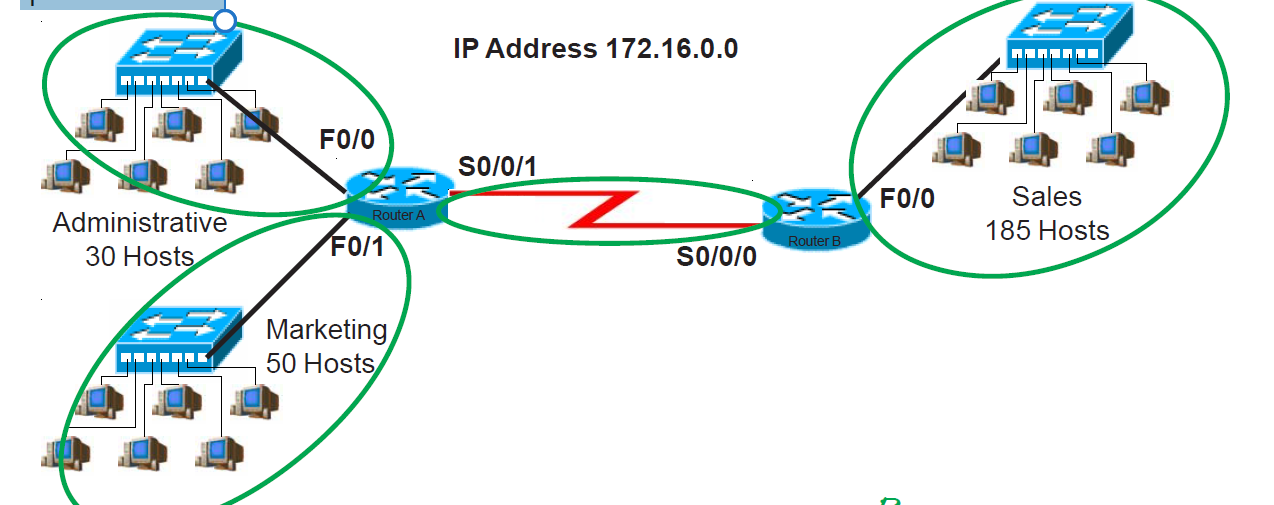 IP Address 172.16.0.0
F0/0
S0/0/1
Router A
Administrative
30 Hosts
F0/1
Marketing
50 Hosts
S0/0/0
Router B
F0/0
Sales
185 Hosts